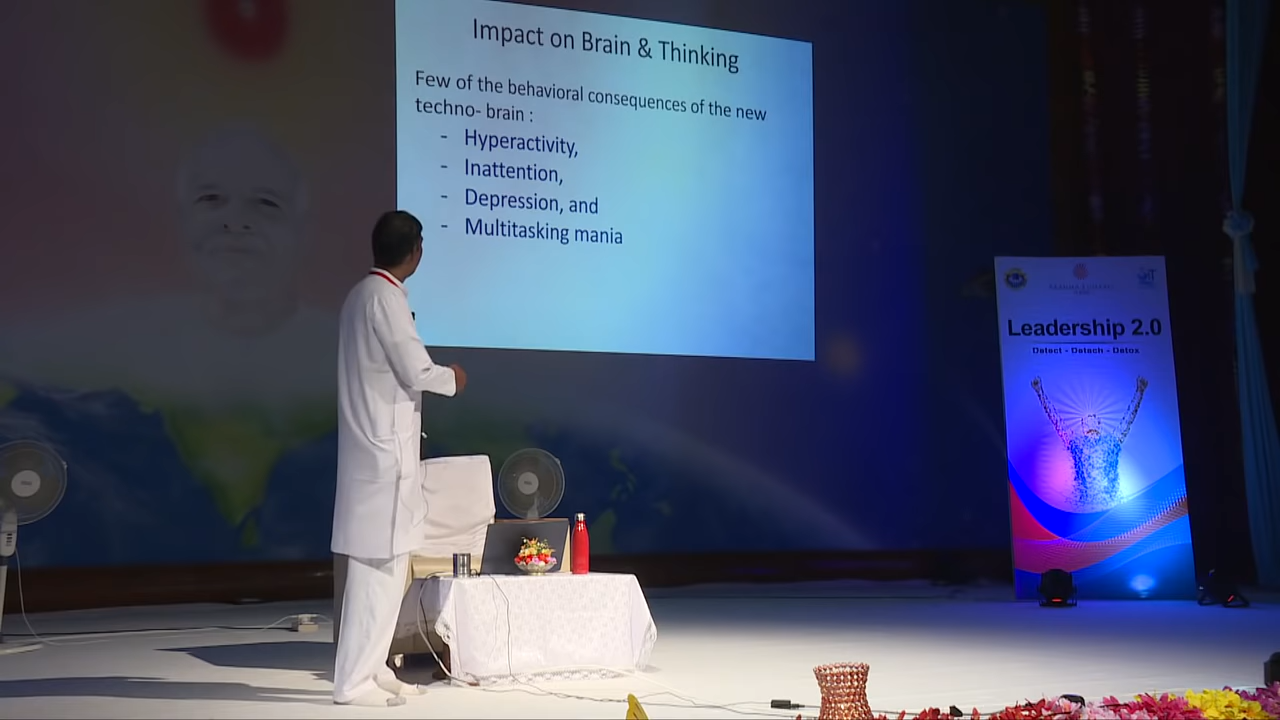 Impact on Brain & Thinking
Few of the behavioral consequences of the new
techno- brain :
- Hyperactivity,
- Inattention,
- Depression, and
- Multitasking mania
Leadership 2.0
Detect - Detach - Detox